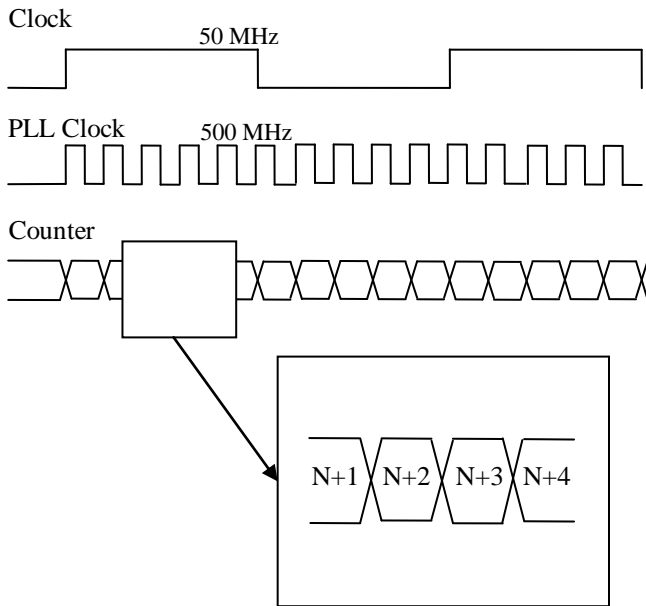 Clock
50 MHz
PLL Clock
500 MHz
Counter
N+1 N+2 N+3 N+4